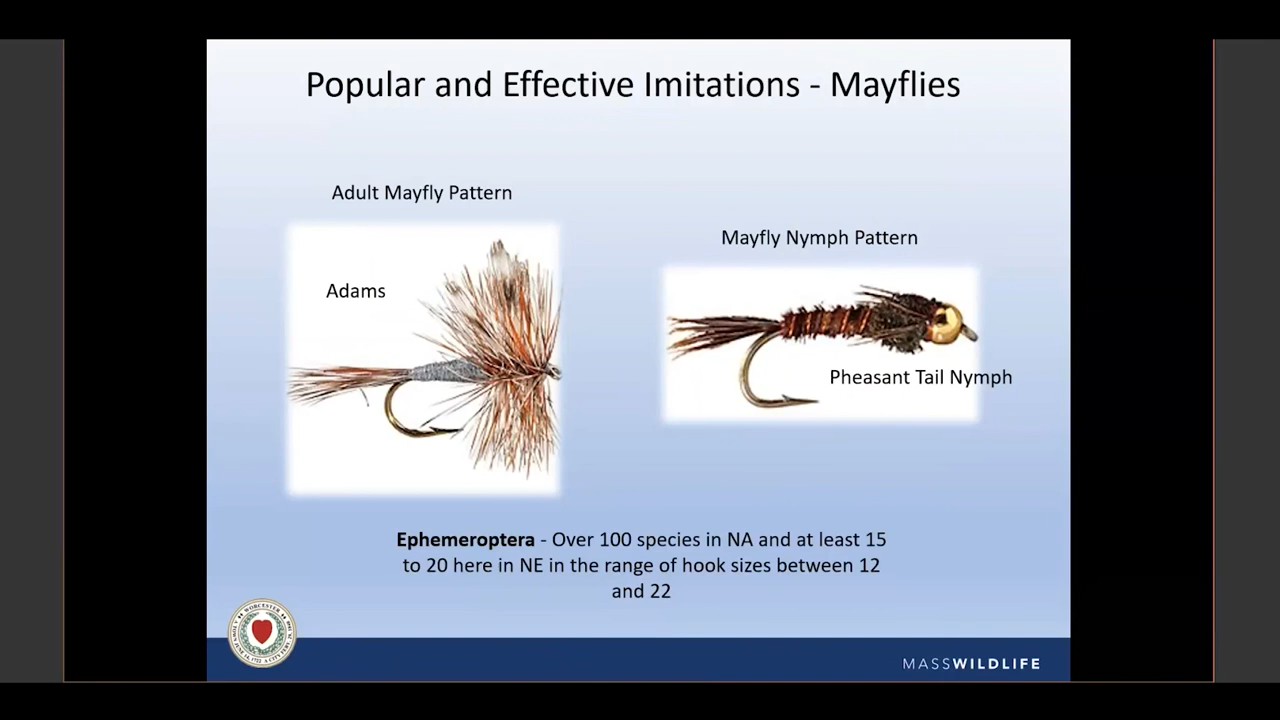 Popular and Effective Imitations - Mayflies
Adult Mayfly Pattern
Adams
Mayfly Nymph Pattern
Pheasant Tail Nymph
Ephemeroptera - Over 100 species in NA and at least 15
to 20 here in NE in the range of hook sizes between 12
and 22
WORCESTER
MASSWILDLIFE